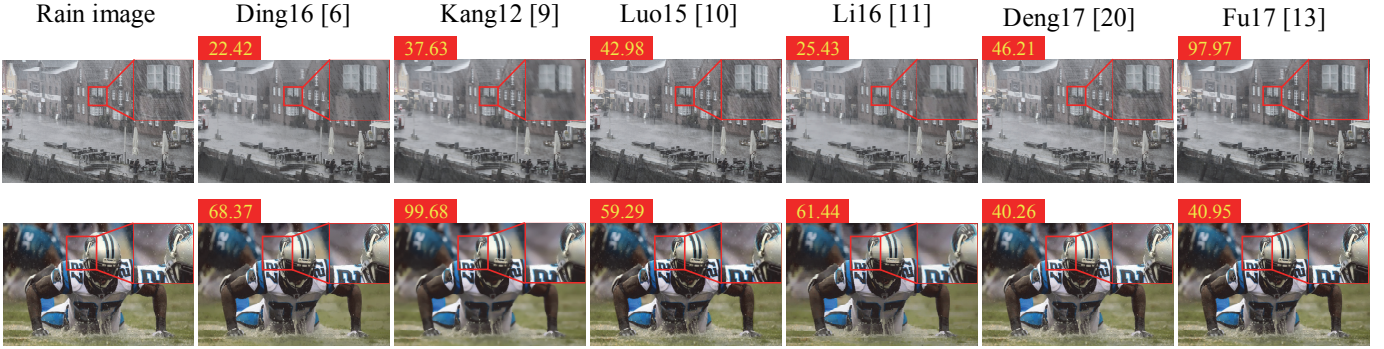 Rain image Ding16 [6] Kang12 [9] Luo15 [10] Li16 [11] Deng17 [20] Fu17 [13]
22.42 37.63 42.98 25.43 46.21 97.97
68.37 99.68 59.29 61.44 40.26 40.95